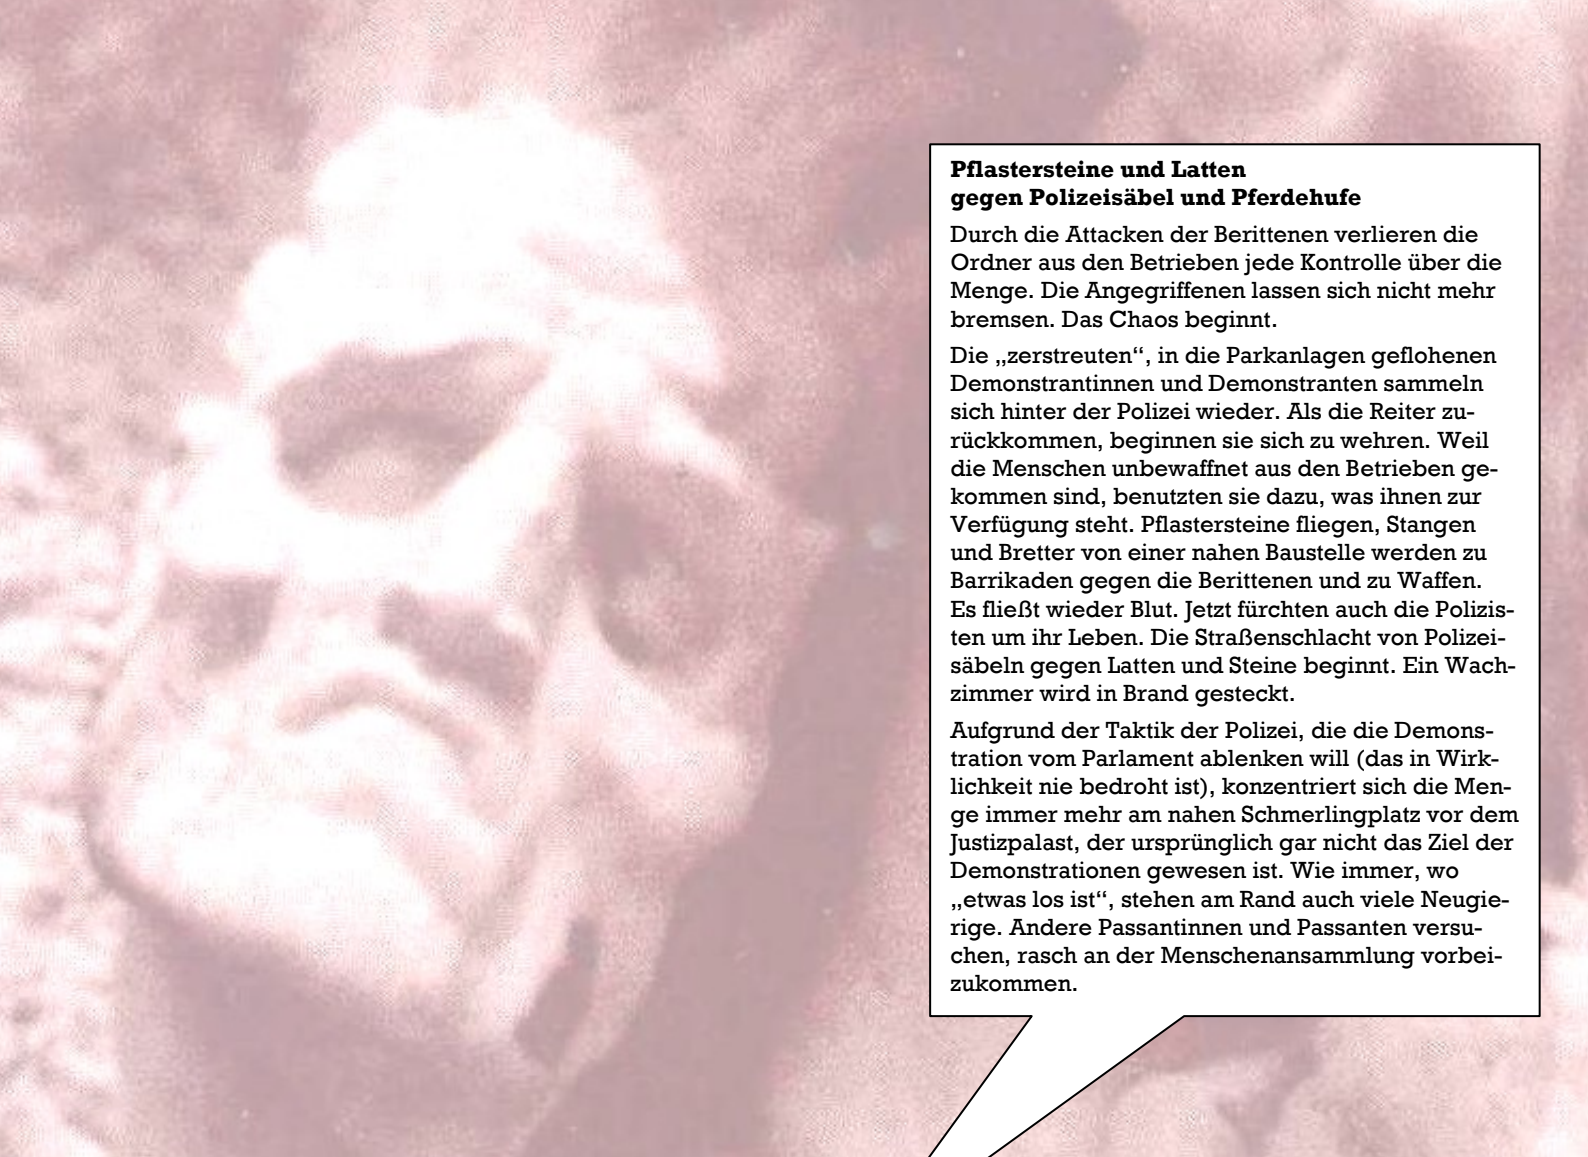 Pflastersteine und Latten
gegen Polizeisäbel und Pferdehufe
Durch die Attacken der Berittenen verlieren die
Ordner aus den Betrieben jede Kontrolle über die
Menge. Die Angegriffenen lassen sich nicht mehr
bremsen. Das Chaos beginnt.
Die „zerstreuten“, in die Parkanlagen geflohenen
Demonstrantinnen und Demonstranten sammeln
sich hinter der Polizei wieder. Als die Reiter zu-
rückkommen, beginnen sie sich zu wehren. Weil
die Menschen unbewaffnet aus den Betrieben ge-
kommen sind, benutzten sie dazu, was ihnen zur
Verfügung steht. Pflastersteine fliegen, Stangen
und Bretter von einer nahen Baustelle werden zu
Barrikaden gegen die Berittenen und zu Waffen.
Es fließt wieder Blut. Jetzt fürchten auch die Polizis-
ten um ihr Leben. Die Straßenschlacht von Polizei-
säbeln gegen Latten und Steine beginnt. Ein Wach-
zimmer wird in Brand gesteckt.
Aufgrund der Taktik der Polizei, die die Demons-
tration vom Parlament ablenken will (das in Wirk-
lichkeit nie bedroht ist), konzentriert sich die Men-
ge immer mehr am nahen Schmerlingplatz vor dem
Justizpalast, der ursprünglich gar nicht das Ziel der
Demonstrationen gewesen ist. Wie immer, wo
„etwas los ist“, stehen am Rand auch viele Neugie-
rige. Andere Passantinnen und Passanten versu-
chen, rasch an der Menschenansammlung vorbei-
zukommen.